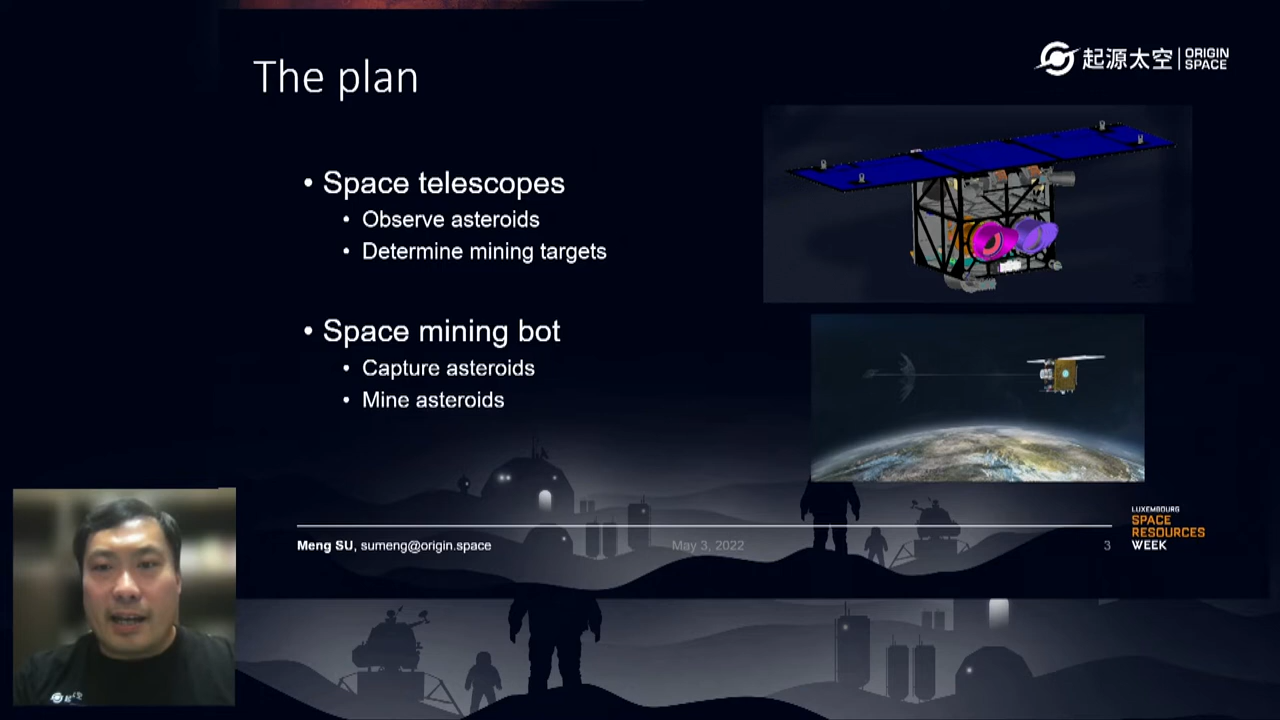 The plan
起源太空 | ORIGIN SPACE
• Space telescopes
• Observe asteroids
• Determine mining targets
• Space mining bot
• Capture asteroids
• Mine asteroids
Meng SU, sumeng@origin.space
May 3, 2022
3
LUXEMBOURG
SPACE
RESOURCES
WEEK